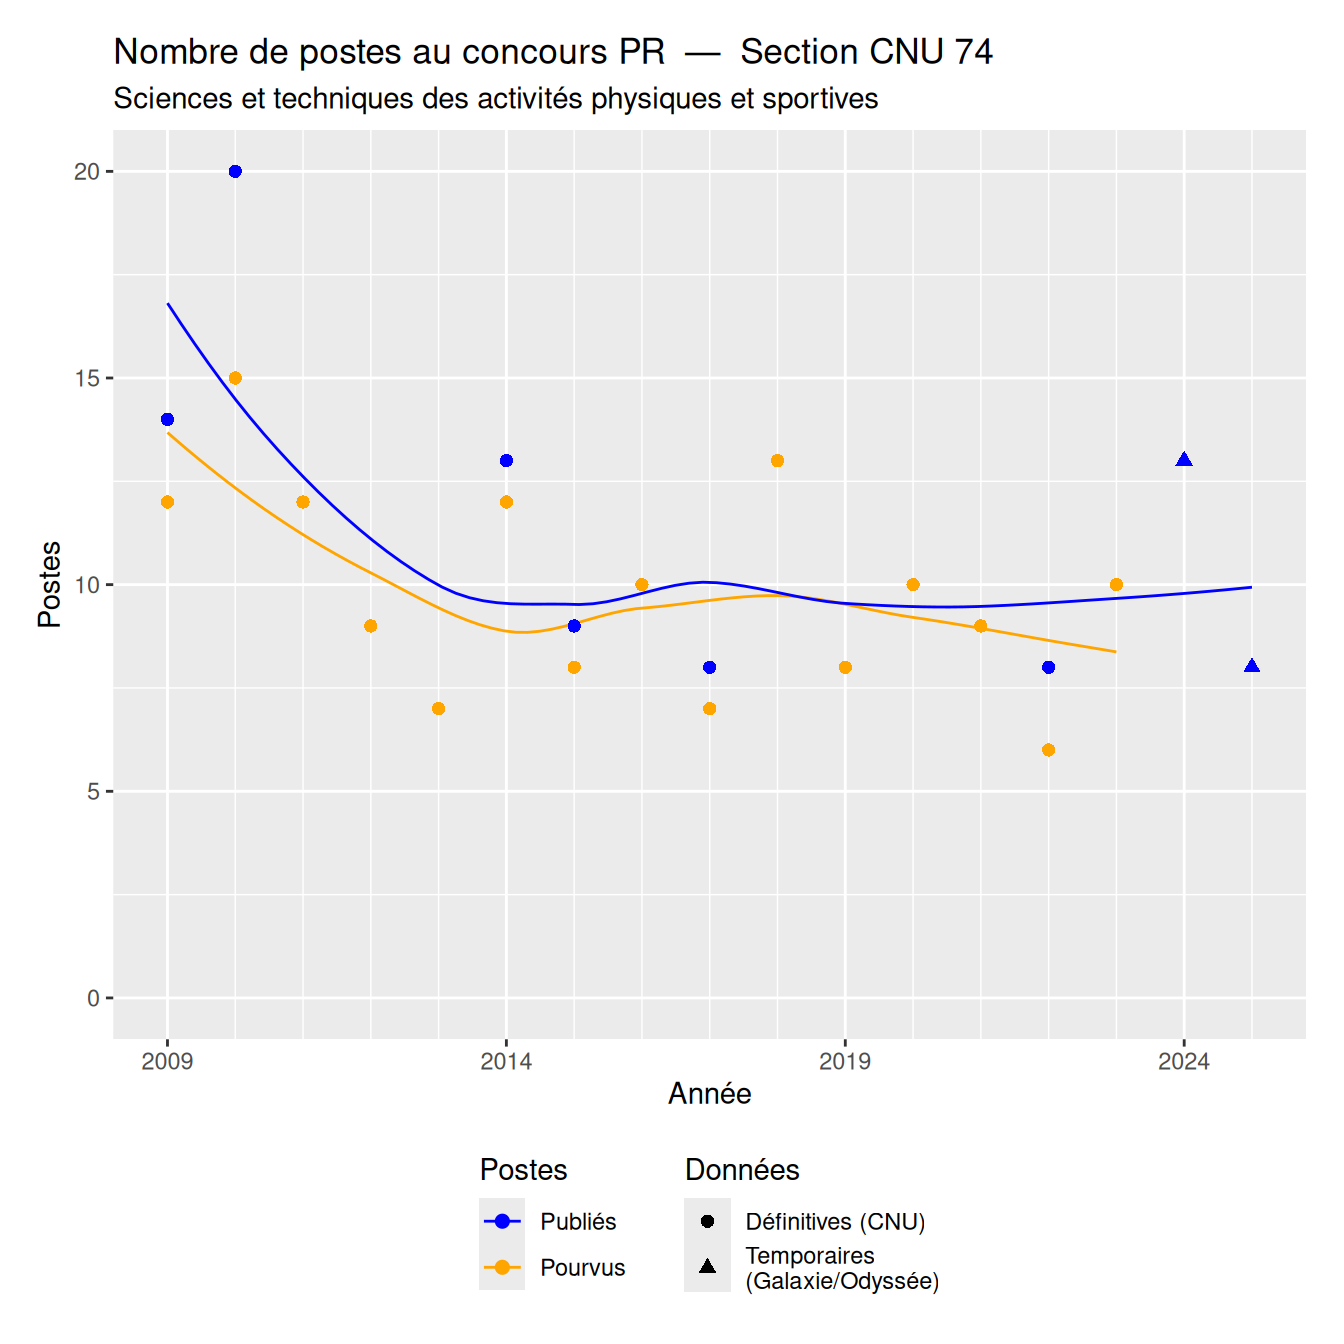 Nombre de postes au concours PR — Section CNU 74
Sciences et techniques des activités physiques et sportives
20
15
10
5
0
Postes
2009
2014
2019
2024
Année
Postes
Publiés
Pourvus
Données
Définitives (CNU)
Temporaires
(Galaxie/Odyssée)